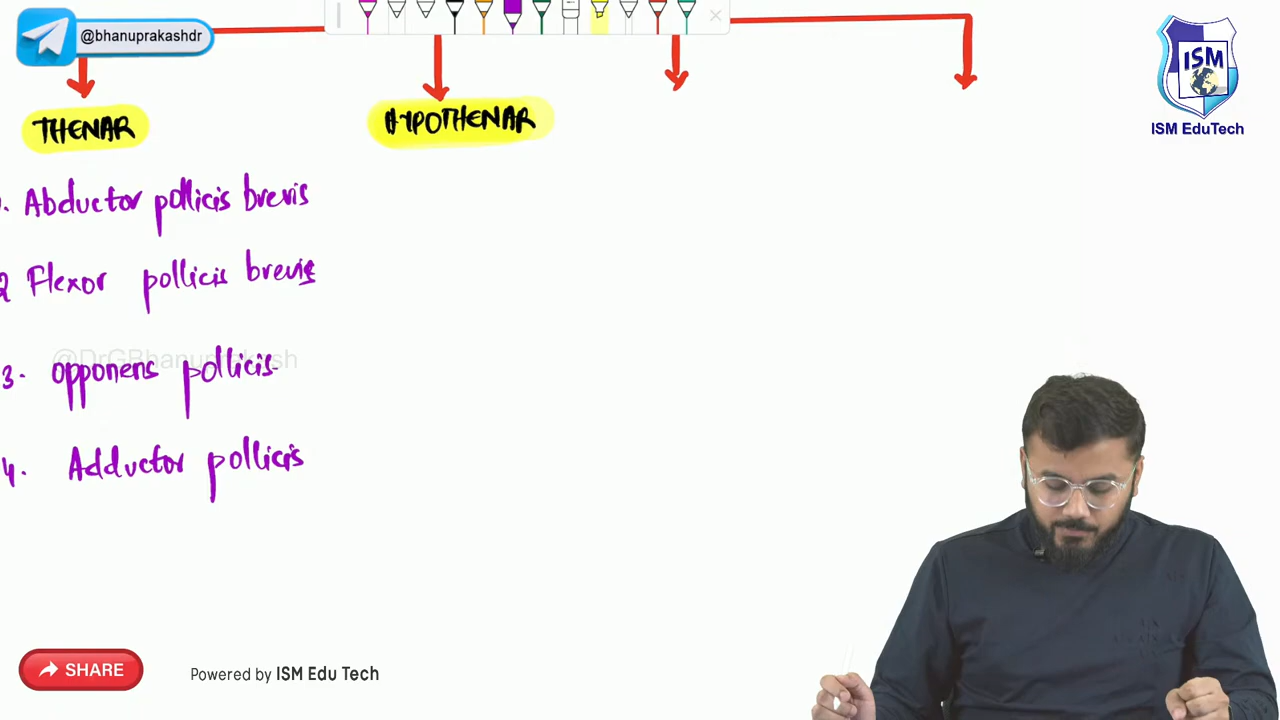 @bhanuprakashdr
ISM
ISM EduTech
THENAR
HYPOTHENAR
1. Abductor pollicis brevis
2 Flexor pollicis brevis
@DrGBhanuprakash
3. opponens pollicis
4. Adductor pollicis
SHARE
Powered by ISM Edu Tech